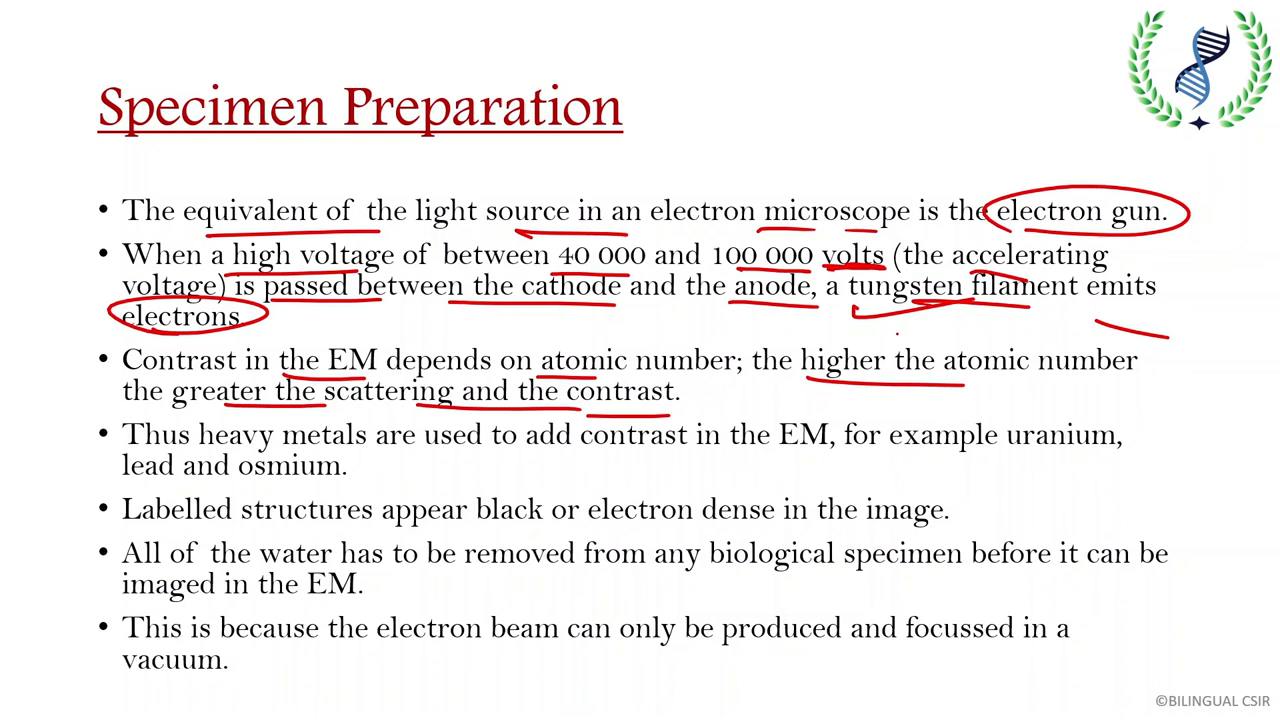 Specimen Preparation
• The equivalent of the light source in an electron microscope is the electron gun.
• When a high voltage of between 40 000 and 100 000 volts (the accelerating
voltage) is passed between the cathode and the anode, a tungsten filament emits
electrons.
• Contrast in the EM depends on atomic number; the higher the atomic number
the greater the scattering and the contrast.
• Thus heavy metals are used to add contrast in the EM, for example uranium,
lead and osmium.
• Labelled structures appear black or electron dense in the image.
• All of the water has to be removed from any biological specimen before it can be
imaged in the EM.
• This is because the electron beam can only be produced and focussed in a
vacuum.
©BILINGUAL CSIR